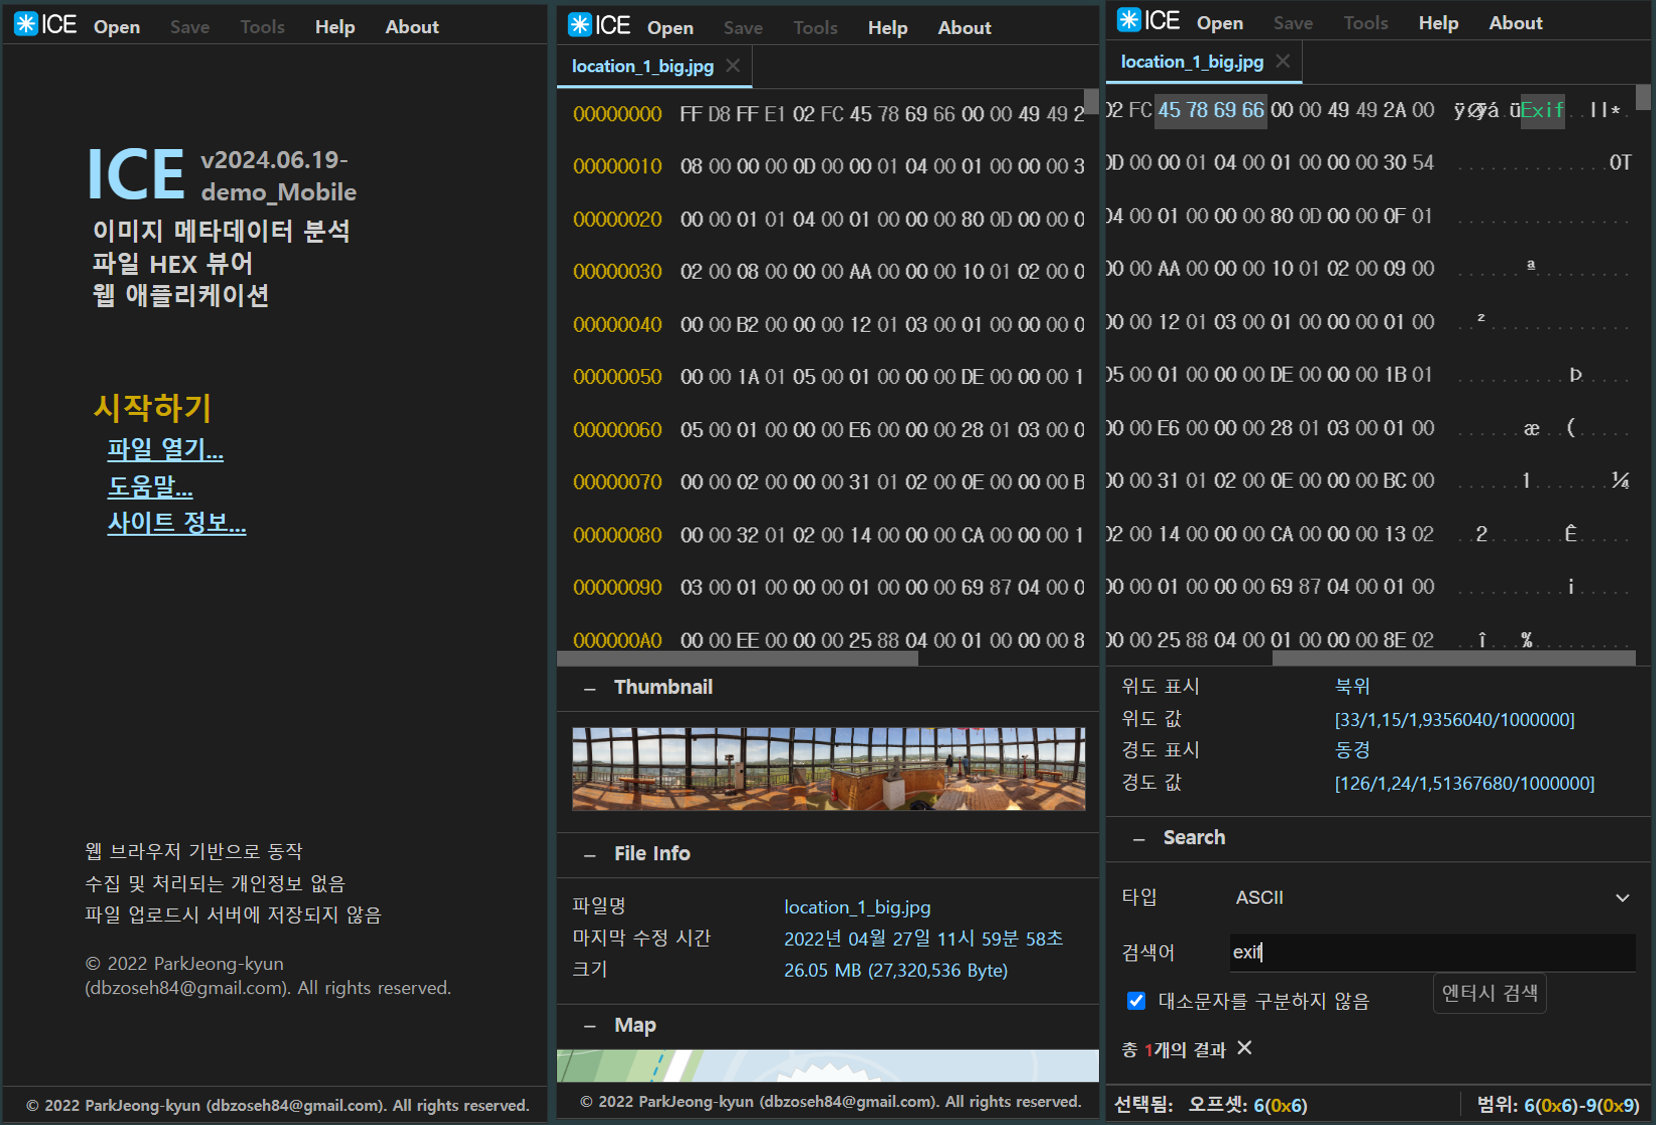 ICE Open Save Tools Help About
ICE v2024.06.19-
demo_Mobile
이미지 메타데이터 분석
파일 HEX 뷰어
웹 애플리케이션
시작하기
파일 열기...
도움말...
사이트 정보...
웹 브라우저 기반으로 동작
수집 및 처리되는 개인정보 없음
파일 업로드시 서버에 저장되지 않음
© 2022 ParkJeong-kyun
(dbzoseh84@gmail.com). All rights reserved.
© 2022 ParkJeong-kyun (dbzoseh84@gmail.com). All rights reserved.
ICE Open Save Tools Help About
location_1_big.jpg
00000000 FF D8 FF E1 02 FC 45 78 69 66 00 00 49 49 2
00000010 08 00 00 00 0D 00 00 01 04 00 01 00 00 00 3
00000020 00 00 01 01 04 00 01 00 00 00 80 0D 00 00 0
00000030 02 00 08 00 00 00 AA 00 00 00 10 01 02 00 0
00000040 00 00 B2 00 00 00 12 01 03 00 01 00 00 00 0
00000050 00 00 1A 01 05 00 01 00 00 00 DE 00 00 00 1
00000060 05 00 01 00 00 00 E6 00 00 00 28 01 03 00 0
00000070 00 00 02 00 00 00 31 01 02 00 0E 00 00 00 B
00000080 00 00 32 01 02 00 14 00 00 00 CA 00 00 00 1
00000090 03 00 01 00 00 00 01 00 00 00 69 87 04 00 0
000000A0 00 00 EE 00 00 00 25 88 04 00 01 00 00 00 8
– Thumbnail
– File Info
파일명 location_1_big.jpg
마지막 수정 시간 2022년 04월 27일 11시 59분 58초
크기 26.05 MB (27,320,536 Byte)
– Map
© 2022 ParkJeong-kyun (dbzoseh84@gmail.com). All rights reserved.
ICE Open Save Tools Help About
location_1_big.jpg
02 FC 45 78 69 66 00 00 49 49 2A 00 ÿØÿá.üExif..II*.
0D 00 00 01 04 00 01 00 00 00 30 54 ..............0T
04 00 01 00 00 00 80 0D 00 00 0F 01 ................
00 00 AA 00 00 00 10 01 02 00 09 00 ......ª.........
00 00 12 01 03 00 01 00 00 00 01 00 ..².............
05 00 01 00 00 00 DE 00 00 00 1B 01 ..........Þ.....
00 00 E6 00 00 00 28 01 03 00 01 00 ......æ...(.....
00 00 31 01 02 00 0E 00 00 00 BC 00 ......1.......¼.
02 00 14 00 00 00 CA 00 00 00 13 02 ..2.......Ê.....
00 00 01 00 00 00 69 87 04 00 01 00 ..........i.....
00 00 25 88 04 00 01 00 00 00 8E 02 ..î...%.........
위도 표시 북위
위도 값 [33/1,15/1,9356040/1000000]
경도 표시 동경
경도 값 [126/1,24/1,51367680/1000000]
– Search
타입 ASCII
검색어 exif
대소문자를 구분하지 않음 엔터시 검색
총 1개의 결과
선택됨: 오프셋: 6(0x6) 범위: 6(0x6)-9(0x9)